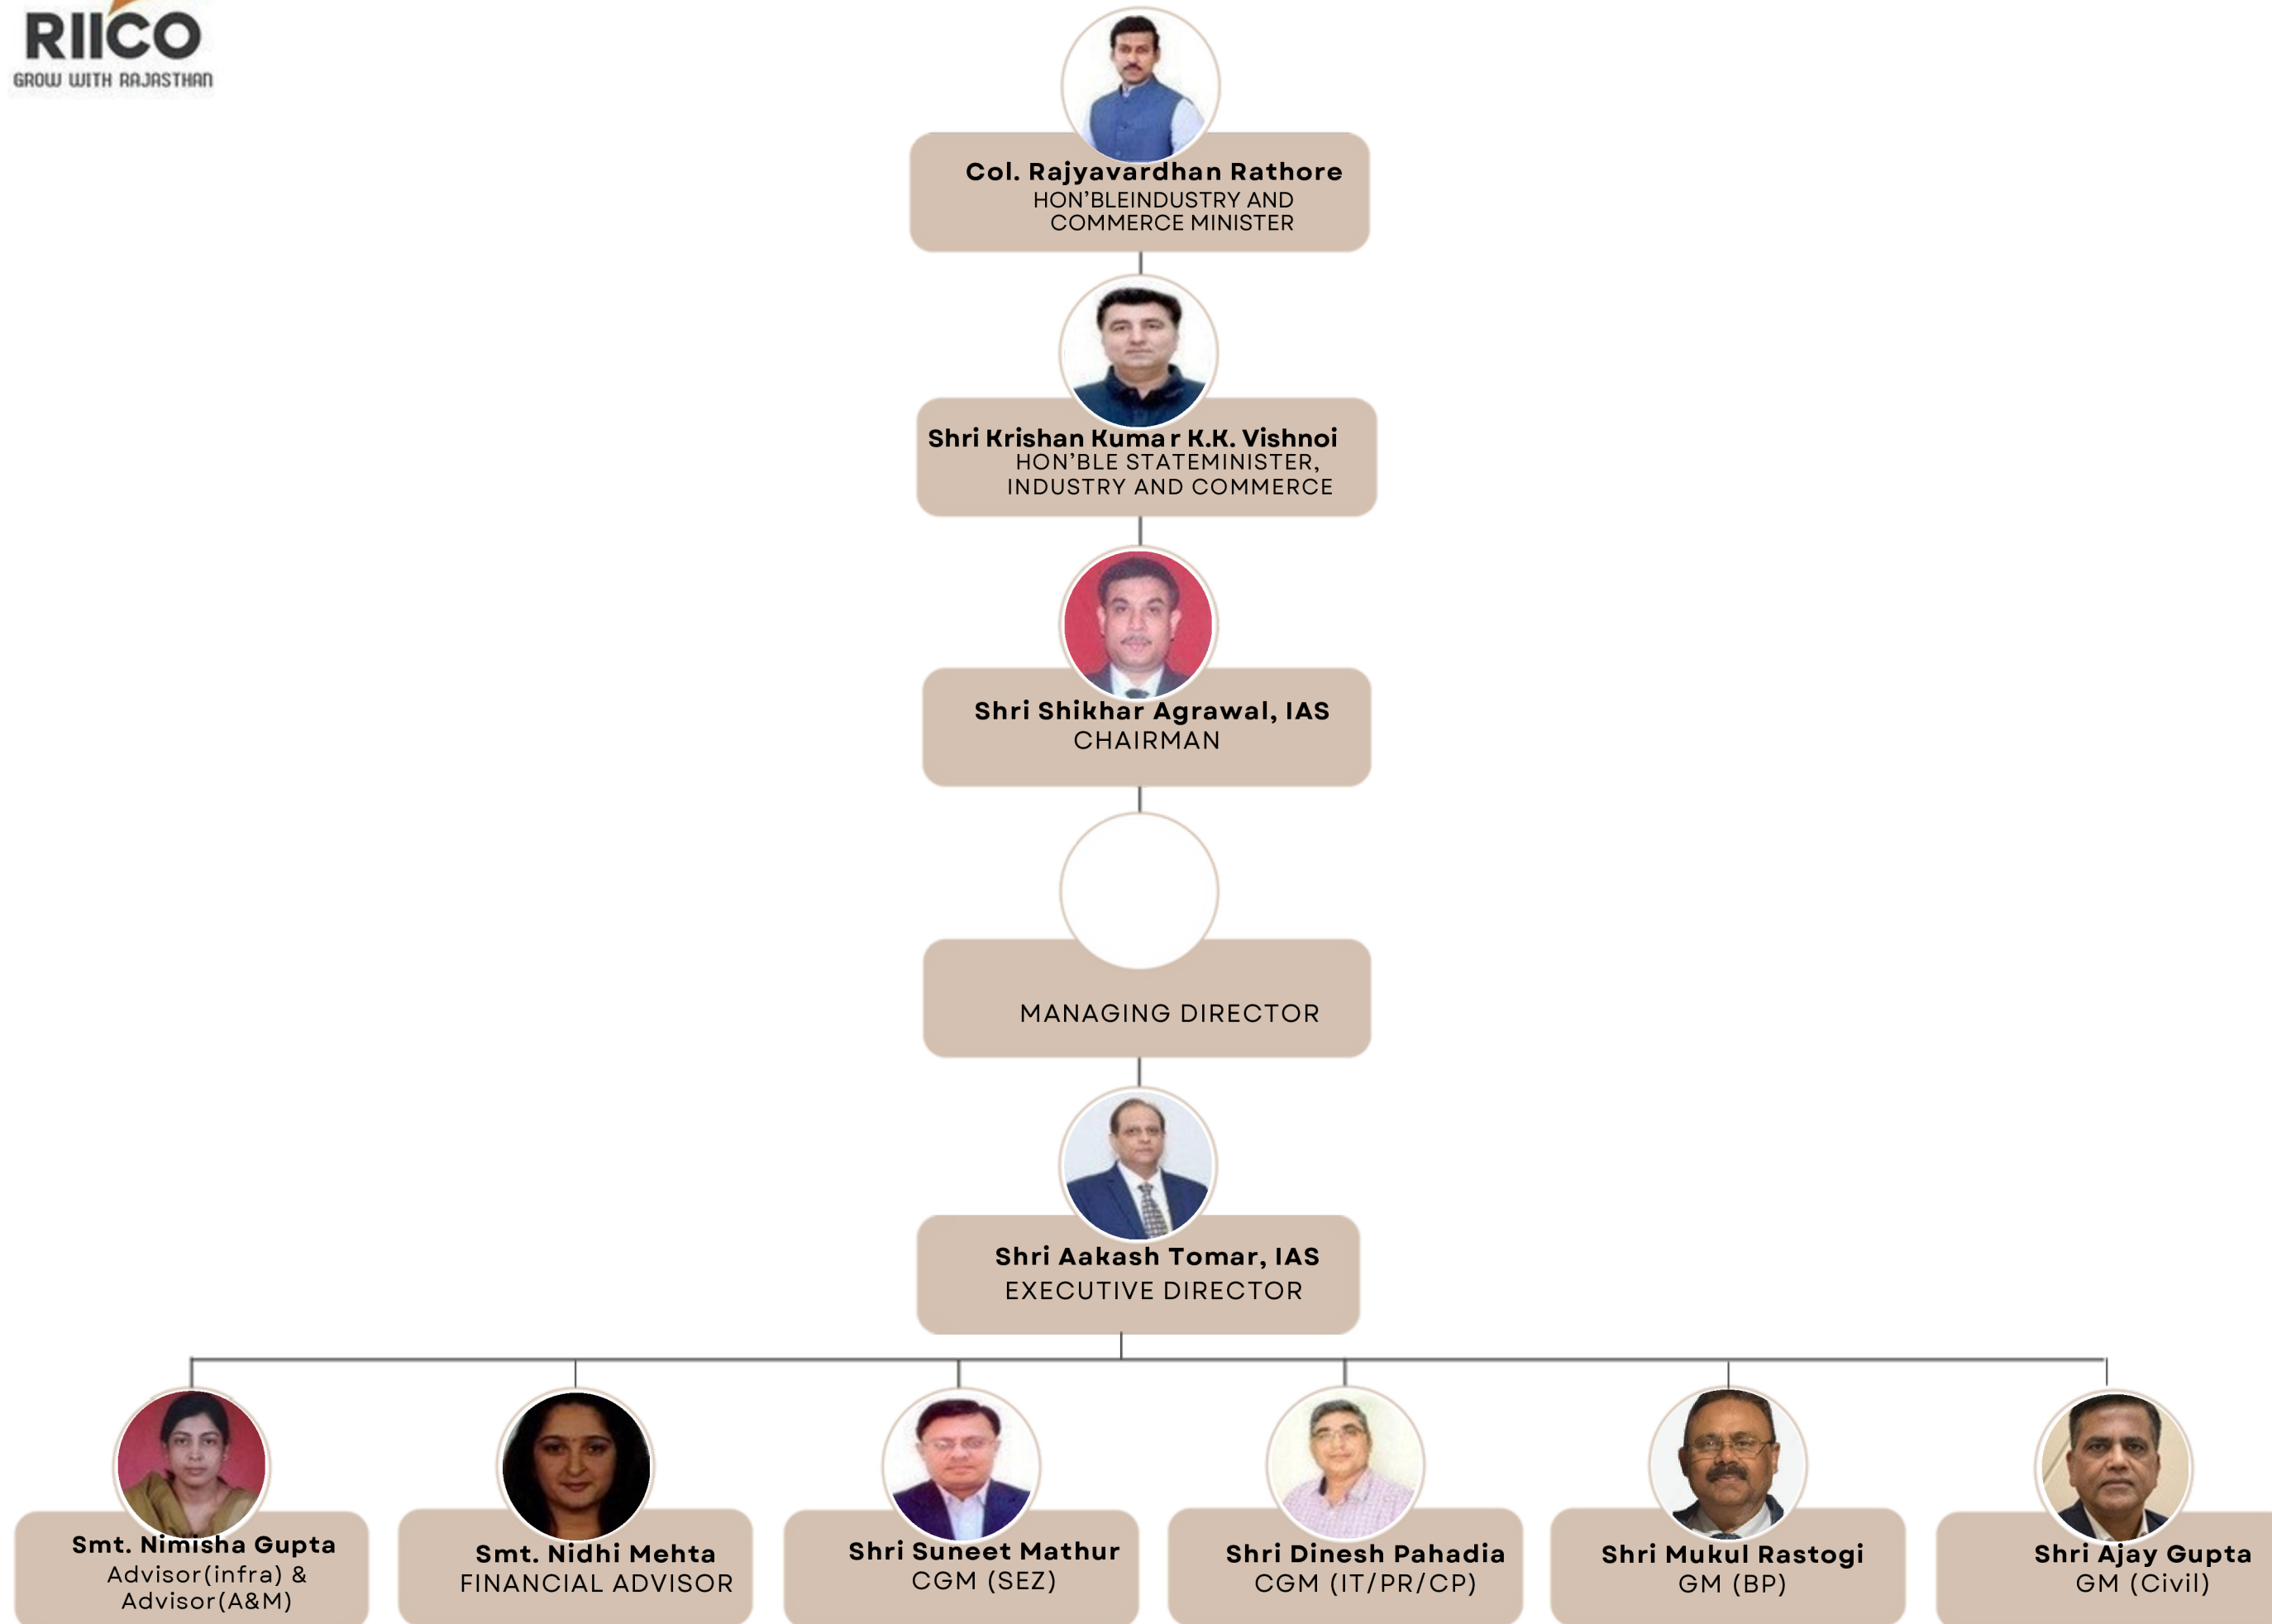 RIICO
GROW WITH RAJASTHAN
Col. Rajyavardhan Rathore
HON'BLEINDUSTRY AND
COMMERCE MINISTER
Shri Krishan Kumar K.K. Vishnoi
HON'BLE STATEMINISTER,
INDUSTRY AND COMMERCE
Shri Shikhar Agrawal, IAS
CHAIRMAN
MANAGING DIRECTOR
Shri Aakash Tomar, IAS
EXECUTIVE DIRECTOR
Smt. Nimisha Gupta
Advisor(infra) &
Advisor(A&M)
Smt. Nidhi Mehta
FINANCIAL ADVISOR
Shri Suneet Mathur
CGM (SEZ)
Shri Dinesh Pahadia
CGM (IT/PR/CP)
Shri Mukul Rastogi
GM (BP)
Shri Ajay Gupta
GM (Civil)